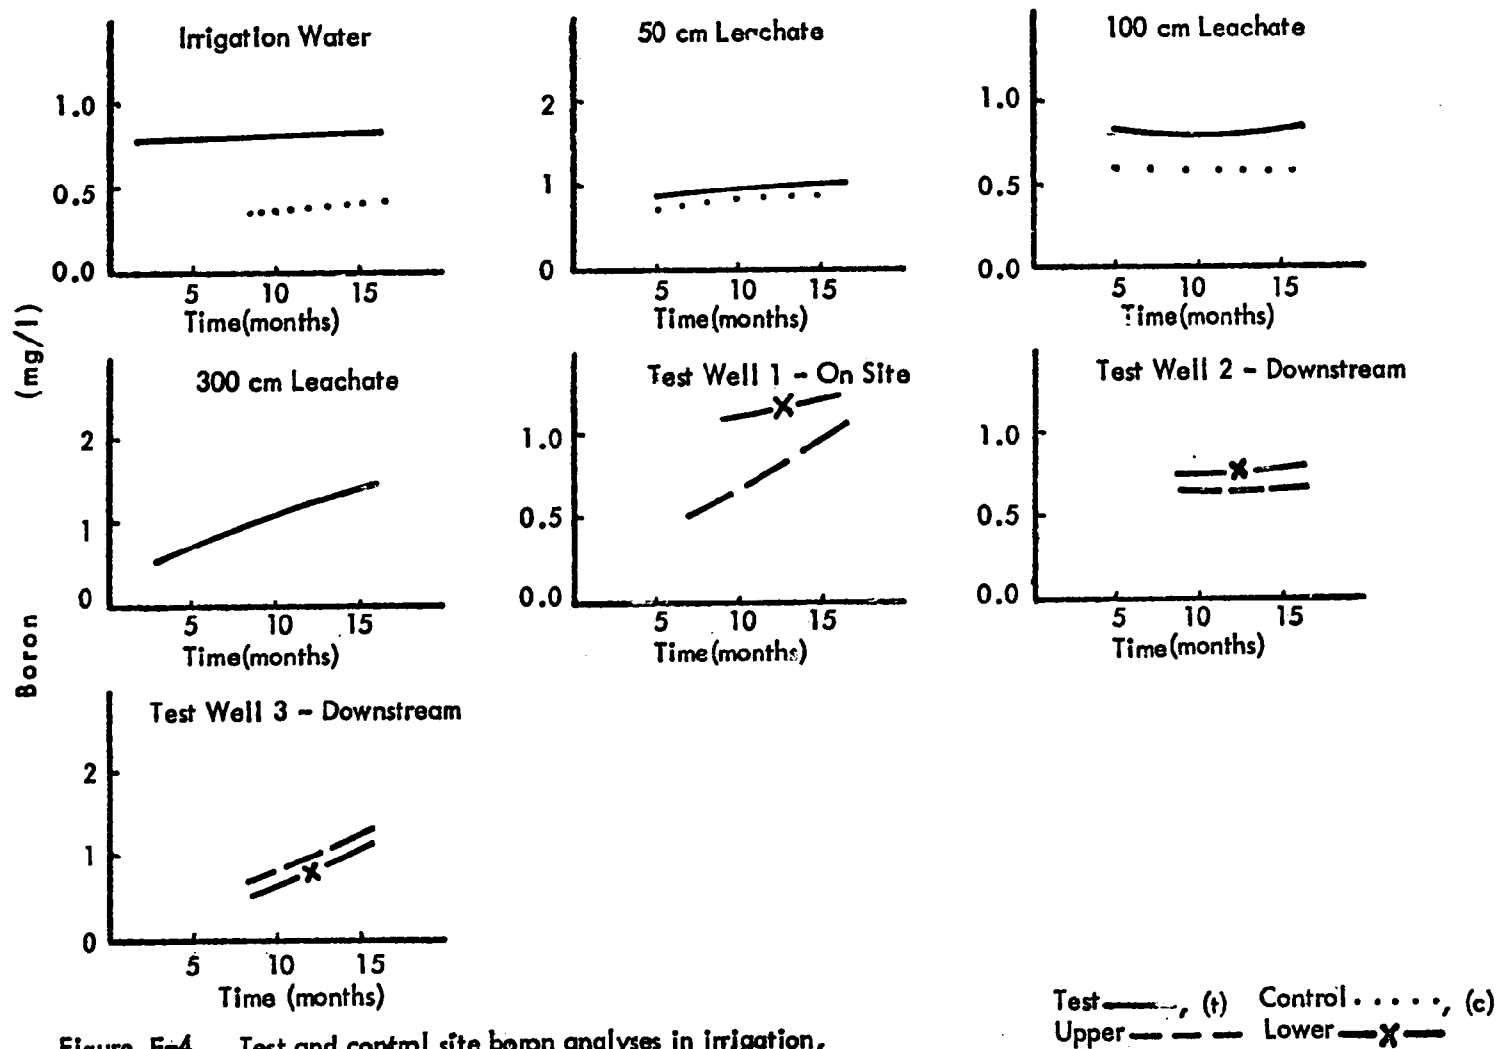 Irrigation Water
1.0
0.5
0.0
5 10 15
Time(months)
50 cm Lerchate
2
1
0
5 10 15
Time(months)
100 cm Leachate
1.0
0.5
0.0
5 10 15
Time(months)
Boron (mg/l)
300 cm Leachate
2
1
0
5 10 15
Time(months)
Test Well 1 - On Site
1.0
0.5
0.0
5 10 15
Time(months)
Test Well 2 - Downstream
1.0
0.5
0.0
5 10 15
Time(months)
Test Well 3 - Downstream
2
1
0
5 10 15
Time (months)
Test, (t) Control ....., (c)
Upper Lower X
Figure E-4 Test and control site boron analyses in irrigation,